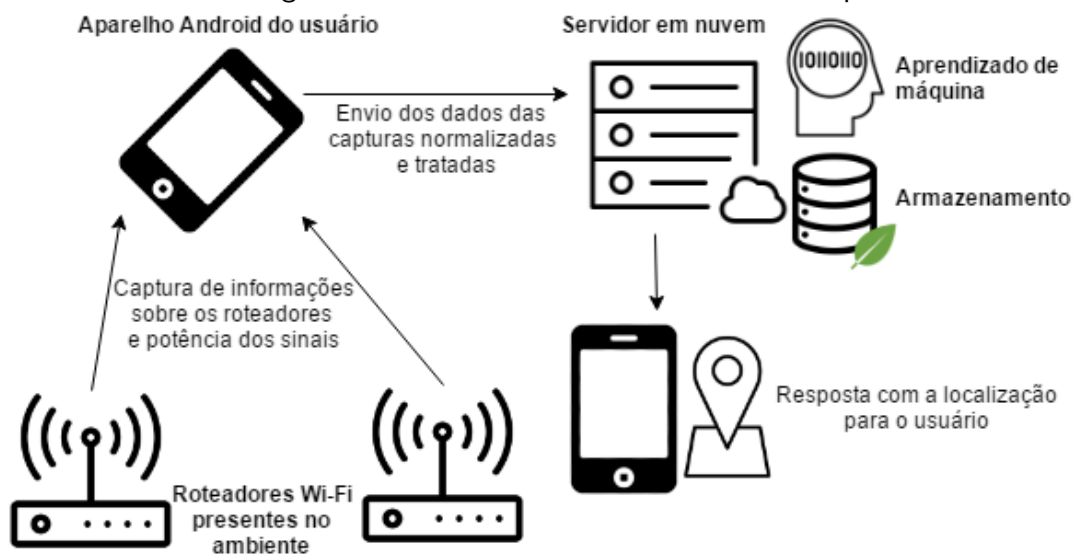 Aparelho Android do usuário
Servidor em nuvem
10110110
Aprendizado de
máquina
Envio dos dados das
capturas normalizadas
e tratadas
Armazenamento
Captura de informações
sobre os roteadores
e potência dos sinais
Resposta com a localização
para o usuário
Roteadores Wi-Fi
presentes no
ambiente